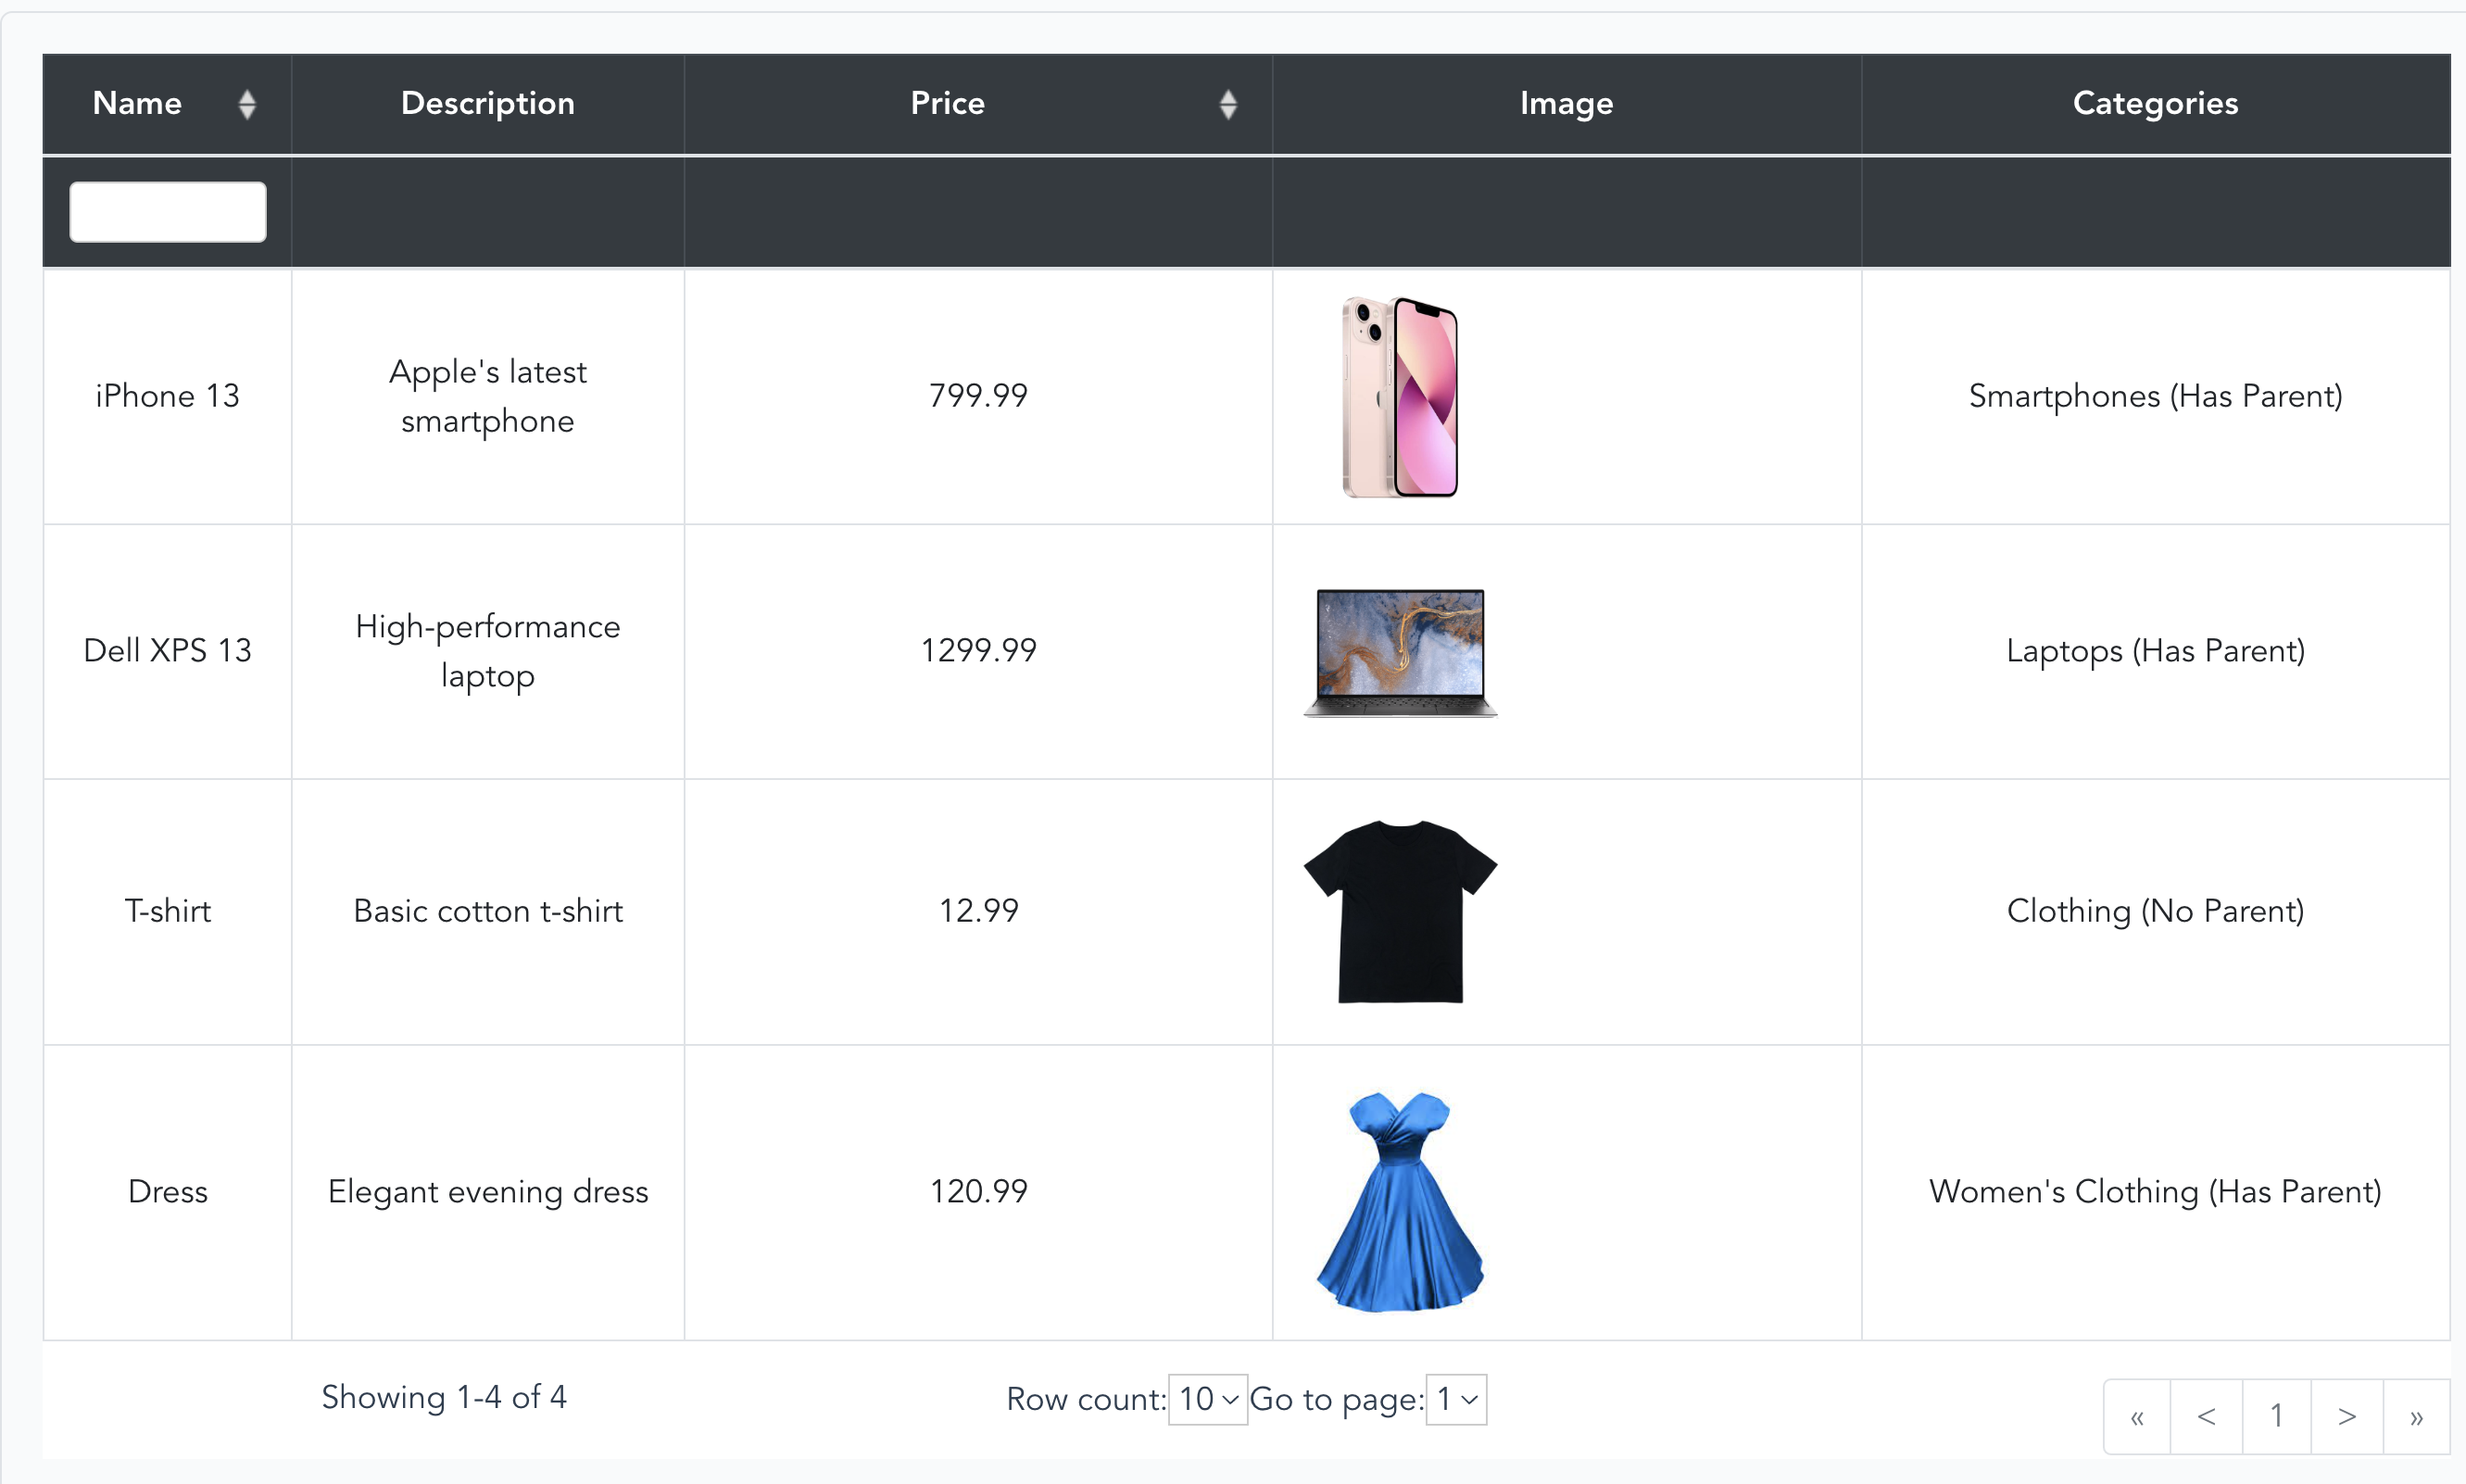 Name Description Price Image Categories
iPhone 13 Apple's latest smartphone 799.99 Smartphones (Has Parent)
Dell XPS 13 High-performance laptop 1299.99 Laptops (Has Parent)
T-shirt Basic cotton t-shirt 12.99 Clothing (No Parent)
Dress Elegant evening dress 120.99 Women's Clothing (Has Parent)
Showing 1-4 of 4 Row count: 10 Go to page: 1 « < 1 > »